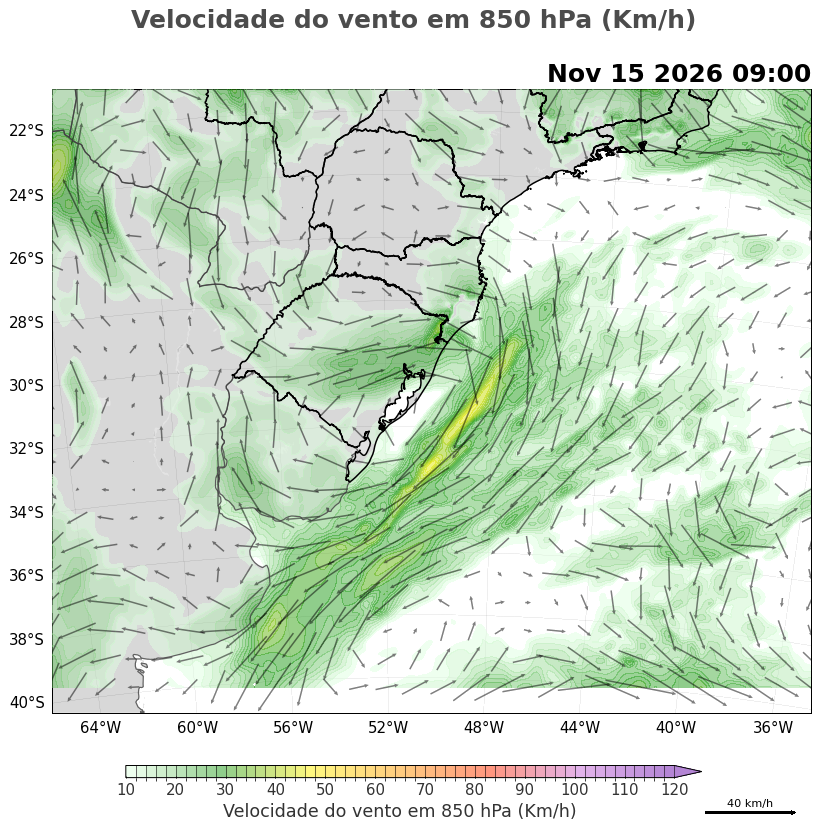 Velocidade do vento em 850 hPa (Km/h)
Nov 15 2026 09:00
22°S
24°S
26°S
28°S
30°S
32°S
34°S
36°S
38°S
40°S
64°W 60°W 56°W 52°W 48°W 44°W 40°W 36°W
10 20 30 40 50 60 70 80 90 100 110 120
Velocidade do vento em 850 hPa (Km/h)
40 km/h